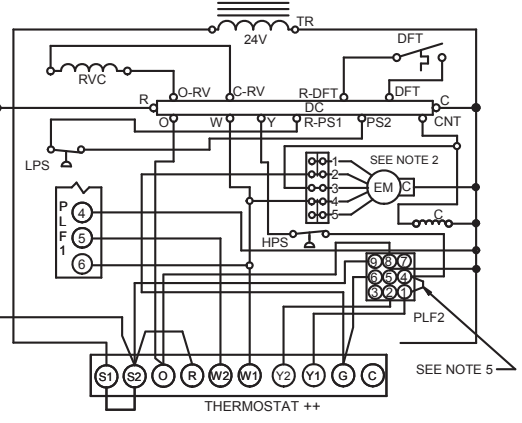 TR
24V
DFT
RVC
O-RV
C-RV
R-DFT
DFT
R
DC
C
O
W
Y
R-PS1
PS2
CNT
LPS
1
2
3
4
5
SEE NOTE 2
EM
C
P
L
F
1
4
5
6
C
HPS
9 8 7
6 5 4
3 2 1
PLF2
SEE NOTE 5
S1 S2 O R W2 W1 Y2 Y1 G C
THERMOSTAT ++